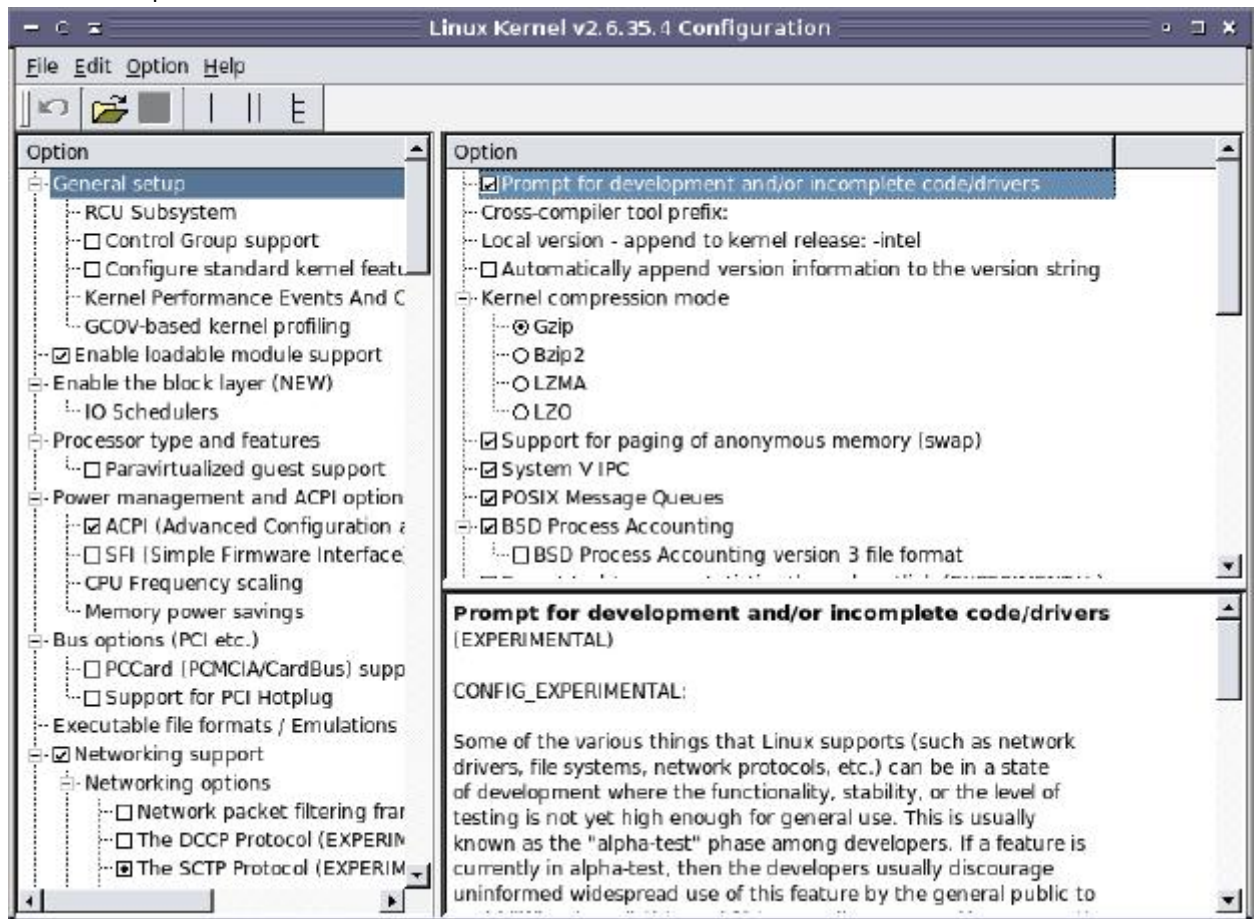 Linux Kernel v2.6.35.4 Configuration
File Edit Option Help
Option
General setup
RCU Subsystem
Control Group support
Configure standard kernel featu
Kernel Performance Events And C
GCOV-based kernel profiling
Enable loadable module support
Enable the block layer (NEW)
IO Schedulers
Processor type and features
Paravirtualized guest support
Power management and ACPI option
ACPI (Advanced Configuration a
SFI (Simple Firmware Interface)
CPU Frequency scaling
Memory power savings
Bus options (PCI etc.)
PCCard (PCMCIA/CardBus) supp
Support for PCI Hotplug
Executable file formats / Emulations
Networking support
Networking options
Network packet filtering fram
The DCCP Protocol (EXPERIM
The SCTP Protocol (EXPERIM
Option
Prompt for development and/or incomplete code/drivers
Cross-compiler tool prefix:
Local version - append to kernel release: -intel
Automatically append version information to the version string
Kernel compression mode
Gzip
Bzip2
LZMA
LZO
Support for paging of anonymous memory (swap)
System V IPC
POSIX Message Queues
BSD Process Accounting
BSD Process Accounting version 3 file format
Prompt for development and/or incomplete code/drivers
(EXPERIMENTAL)
CONFIG_EXPERIMENTAL:
Some of the various things that Linux supports (such as network
drivers, file systems, network protocols, etc.) can be in a state
of development where the functionality, stability, or the level of
testing is not yet high enough for general use. This is usually
known as the "alpha-test" phase among developers. If a feature is
currently in alpha-test, then the developers usually discourage
uninformed widespread use of this feature by the general public to